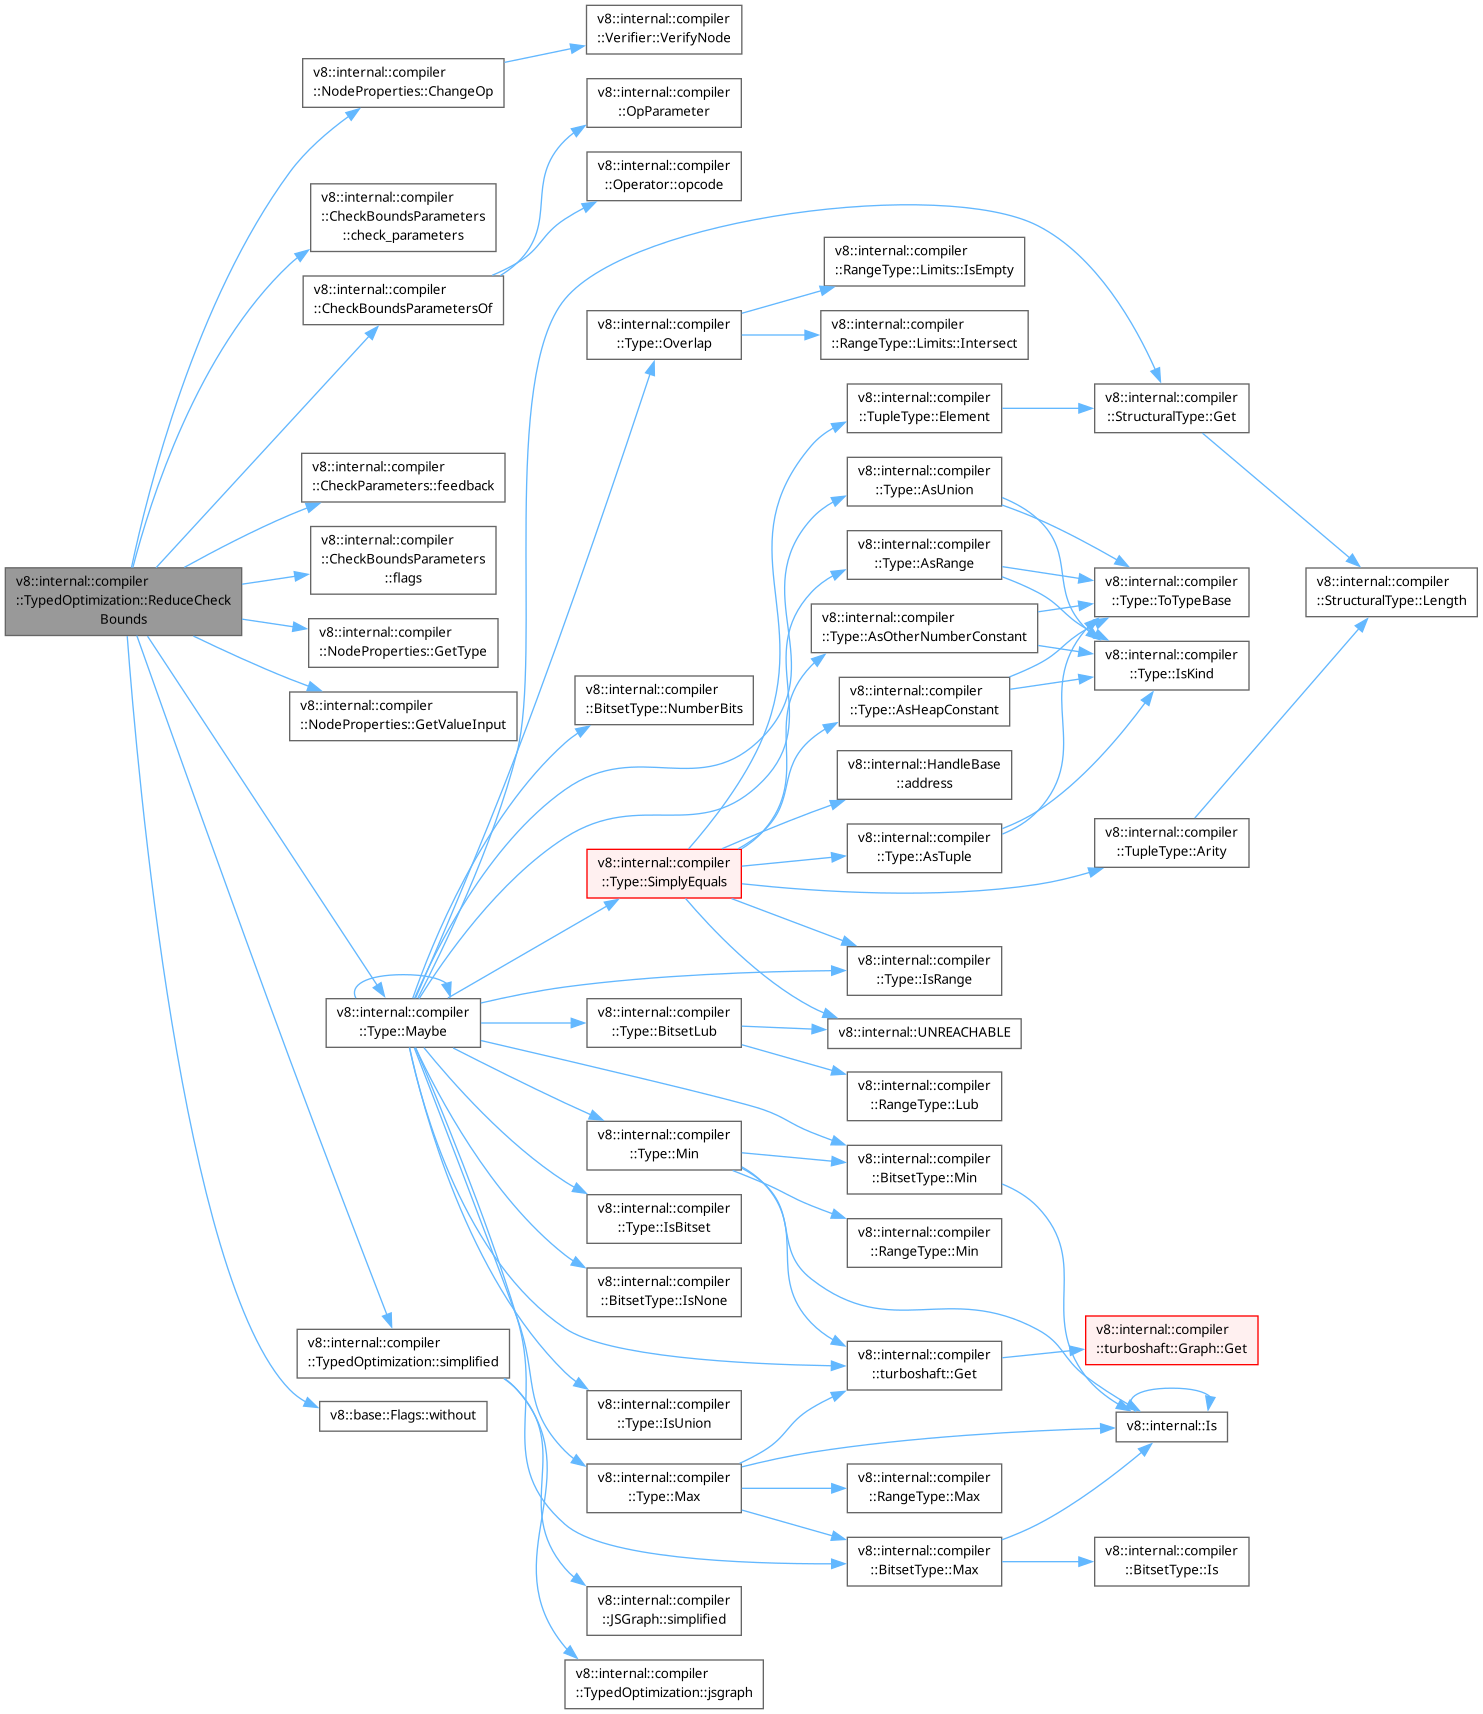 v8::internal::compiler
::TypedOptimization::ReduceCheck
Bounds
v8::internal::compiler
::NodeProperties::ChangeOp
v8::internal::compiler
::CheckBoundsParameters
::check_parameters
v8::internal::compiler
::CheckBoundsParametersOf
v8::internal::compiler
::CheckParameters::feedback
v8::internal::compiler
::CheckBoundsParameters
::flags
v8::internal::compiler
::NodeProperties::GetType
v8::internal::compiler
::NodeProperties::GetValueInput
v8::internal::compiler
::Type::Maybe
v8::internal::compiler
::TypedOptimization::simplified
v8::base::Flags::without
v8::internal::compiler
::Verifier::VerifyNode
v8::internal::compiler
::OpParameter
v8::internal::compiler
::Operator::opcode
v8::internal::compiler
::Type::Overlap
v8::internal::compiler
::BitsetType::NumberBits
v8::internal::compiler
::Type::SimplyEquals
v8::internal::compiler
::Type::BitsetLub
v8::internal::compiler
::Type::Min
v8::internal::compiler
::Type::IsBitset
v8::internal::compiler
::BitsetType::IsNone
v8::internal::compiler
::Type::IsUnion
v8::internal::compiler
::Type::Max
v8::internal::compiler
::JSGraph::simplified
v8::internal::compiler
::TypedOptimization::jsgraph
v8::internal::compiler
::RangeType::Limits::IsEmpty
v8::internal::compiler
::RangeType::Limits::Intersect
v8::internal::compiler
::TupleType::Element
v8::internal::compiler
::Type::AsUnion
v8::internal::compiler
::Type::AsRange
v8::internal::compiler
::Type::AsOtherNumberConstant
v8::internal::compiler
::Type::AsHeapConstant
v8::internal::HandleBase
::address
v8::internal::compiler
::Type::AsTuple
v8::internal::compiler
::Type::IsRange
v8::internal::UNREACHABLE
v8::internal::compiler
::RangeType::Lub
v8::internal::compiler
::BitsetType::Min
v8::internal::compiler
::RangeType::Min
v8::internal::compiler
::turboshaft::Get
v8::internal::compiler
::RangeType::Max
v8::internal::compiler
::BitsetType::Max
v8::internal::compiler
::StructuralType::Get
v8::internal::compiler
::Type::ToTypeBase
v8::internal::compiler
::Type::IsKind
v8::internal::compiler
::TupleType::Arity
v8::internal::compiler
::turboshaft::Graph::Get
v8::internal::Is
v8::internal::compiler
::BitsetType::Is
v8::internal::compiler
::StructuralType::Length